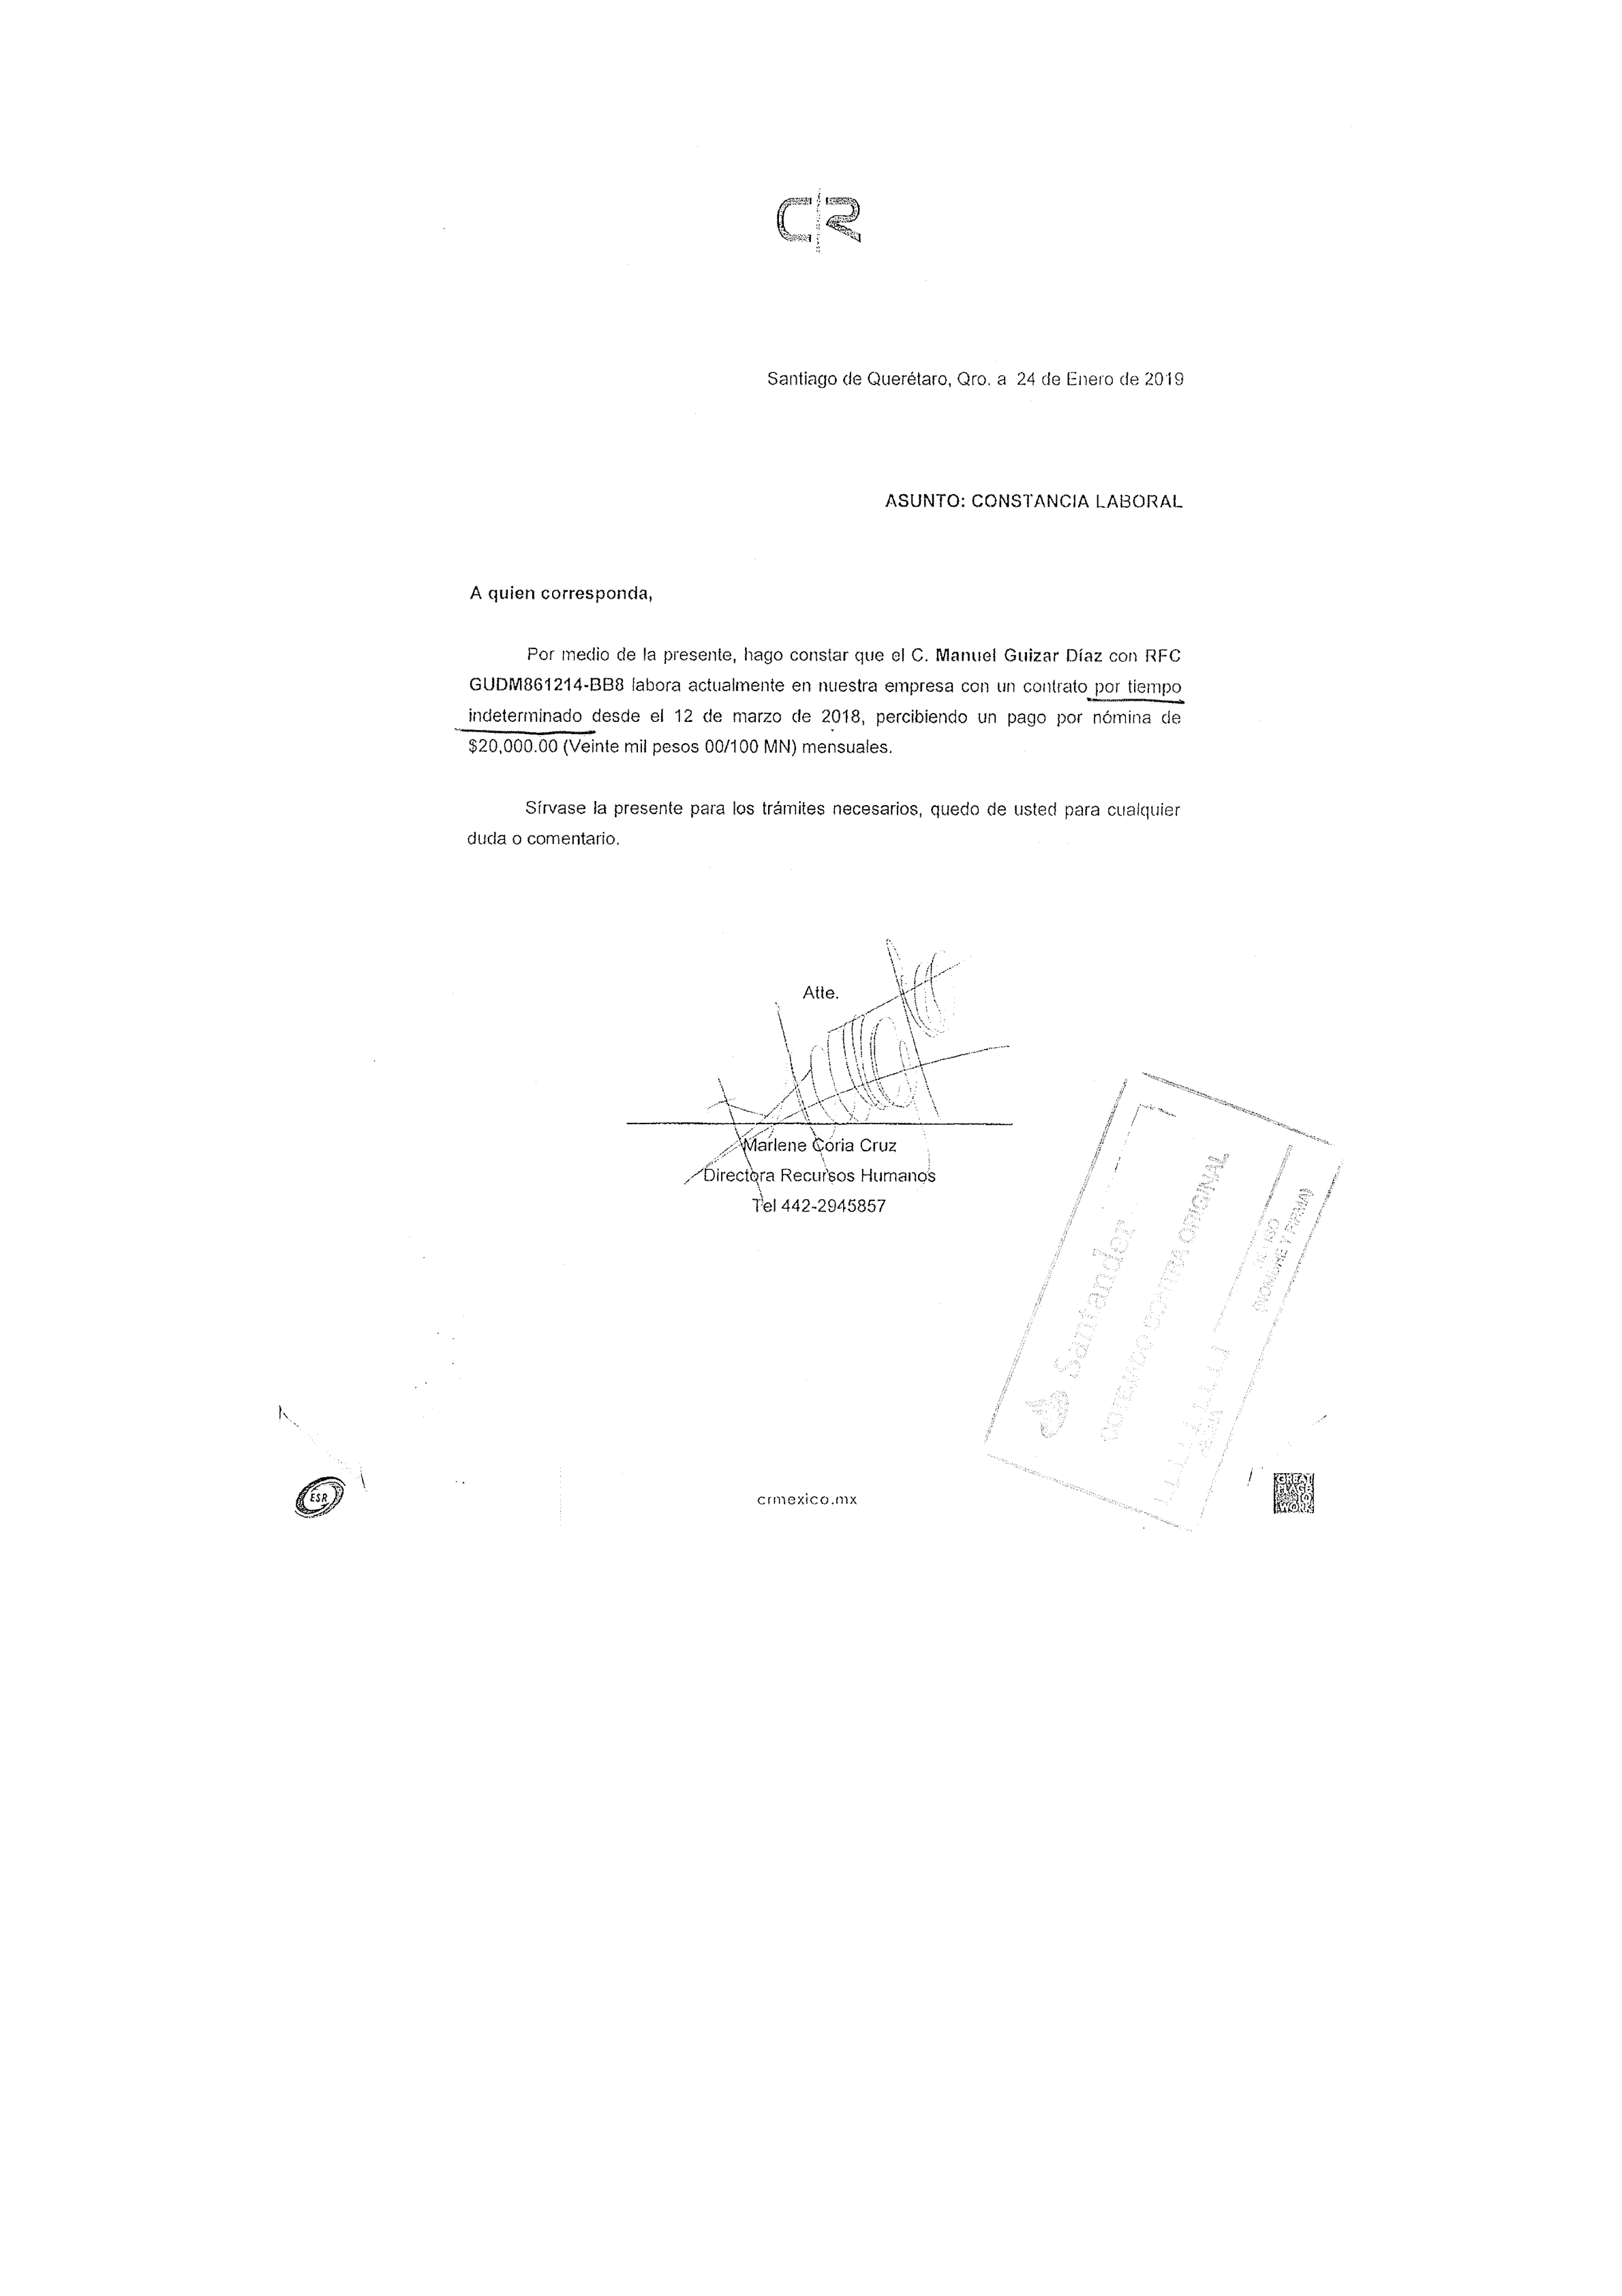 CR
Santiago de Querétaro, Qro. a 24 de Enero de 2019
ASUNTO: CONSTANCIA LABORAL
A quien corresponda,
Por medio de la presente, hago constar que el C. Manuel Guizar Díaz con RFC
GUDM861214-BB8 labora actualmente en nuestra empresa con un contrato por tiempo
indeterminado desde el 12 de marzo de 2018, percibiendo un pago por nómina de
$20,000.00 (Veinte mil pesos 00/100 MN) mensuales.
Sírvase la presente para los trámites necesarios, quedo de usted para cualquier
duda o comentario.
Atte.
Marlene Coria Cruz
Directora Recursos Humanos
Tel 442-2945857
Santander
COTEJADO CONTRA ORIGINAL
(NOMBRE Y FIRMA)
ESR
crmexico.mx
GREAT
PLACE
TO
WORK